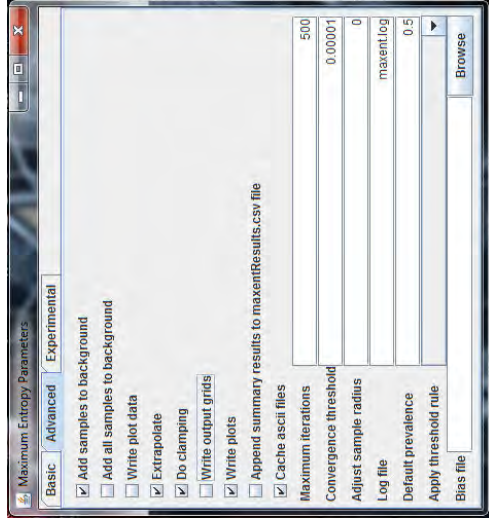 Maximum Entropy Parameters
Basic Advanced Experimental
Add samples to background
Add all samples to background
Write plot data
Extrapolate
Do clamping
Write output grids
Write plots
Append summary results to maxentResults.csv file
Cache ascii files
Maximum iterations 500
Convergence threshold 0.00001
Adjust sample radius 0
Log file maxent.log
Default prevalence 0.5
Apply threshold rule
Bias file Browse